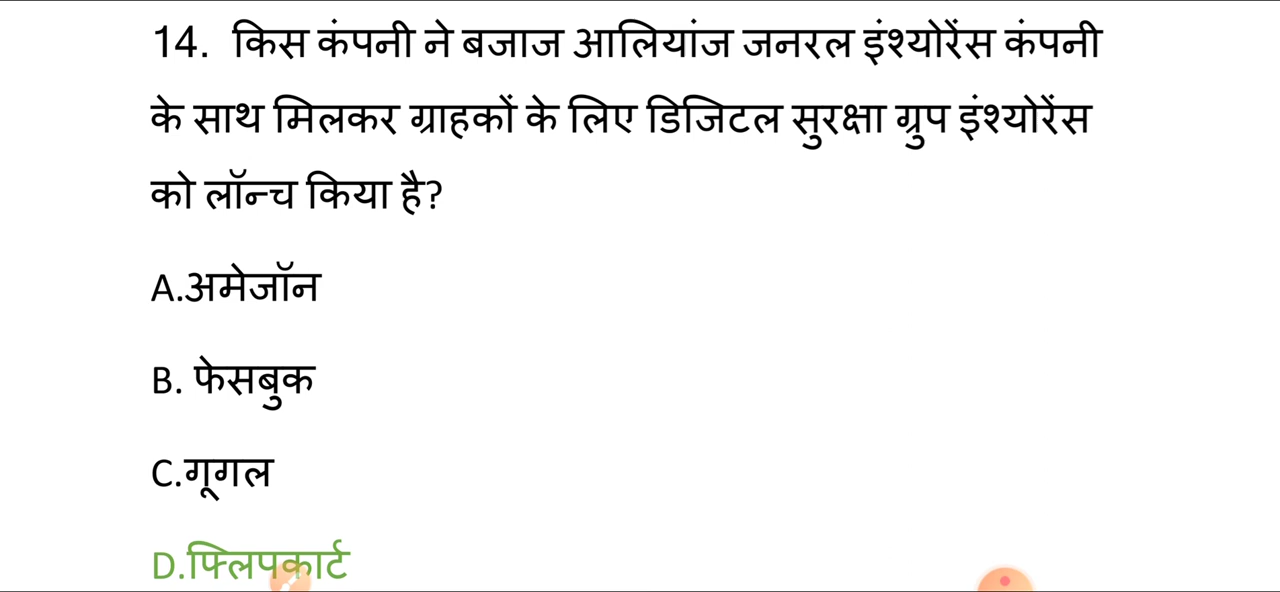 14. किस कंपनी ने बजाज आलियांज जनरल इंश्योरेंस कंपनी
के साथ मिलकर ग्राहकों के लिए डिजिटल सुरक्षा ग्रुप इंश्योरेंस
को लॉन्च किया है?
A.अमेजॉन
B. फेसबुक
C.गूगल
D.फ्लिपकार्ट